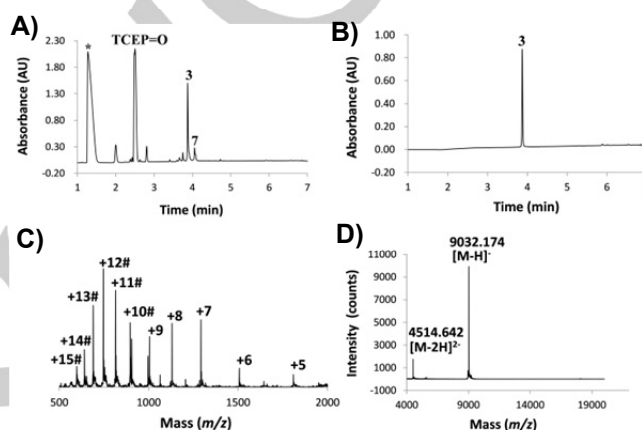 A)
B)
2.30
1.80
1.30
0.80
0.30
-0.20
Absorbance (AU)
*
TCEP=O
3
7
1 2 3 4 5 6 7
Time (min)
1.00
0.80
0.60
0.40
0.20
0.00
-0.20
Absorbance (AU)
3
1 2 3 4 5 6
Time (min)
C)
+15#
+14#
+13#
+12#
+11#
+10#
+9
+8
+7
+6
+5
500 1000 1500 2000
Mass (m/z)
D)
11000
9000
7000
5000
3000
1000
-1000
Intensity (counts)
9032.174
[M-H]-
4514.642
[M-2H]2-
4000 9000 14000 19000
Mass (m/z)